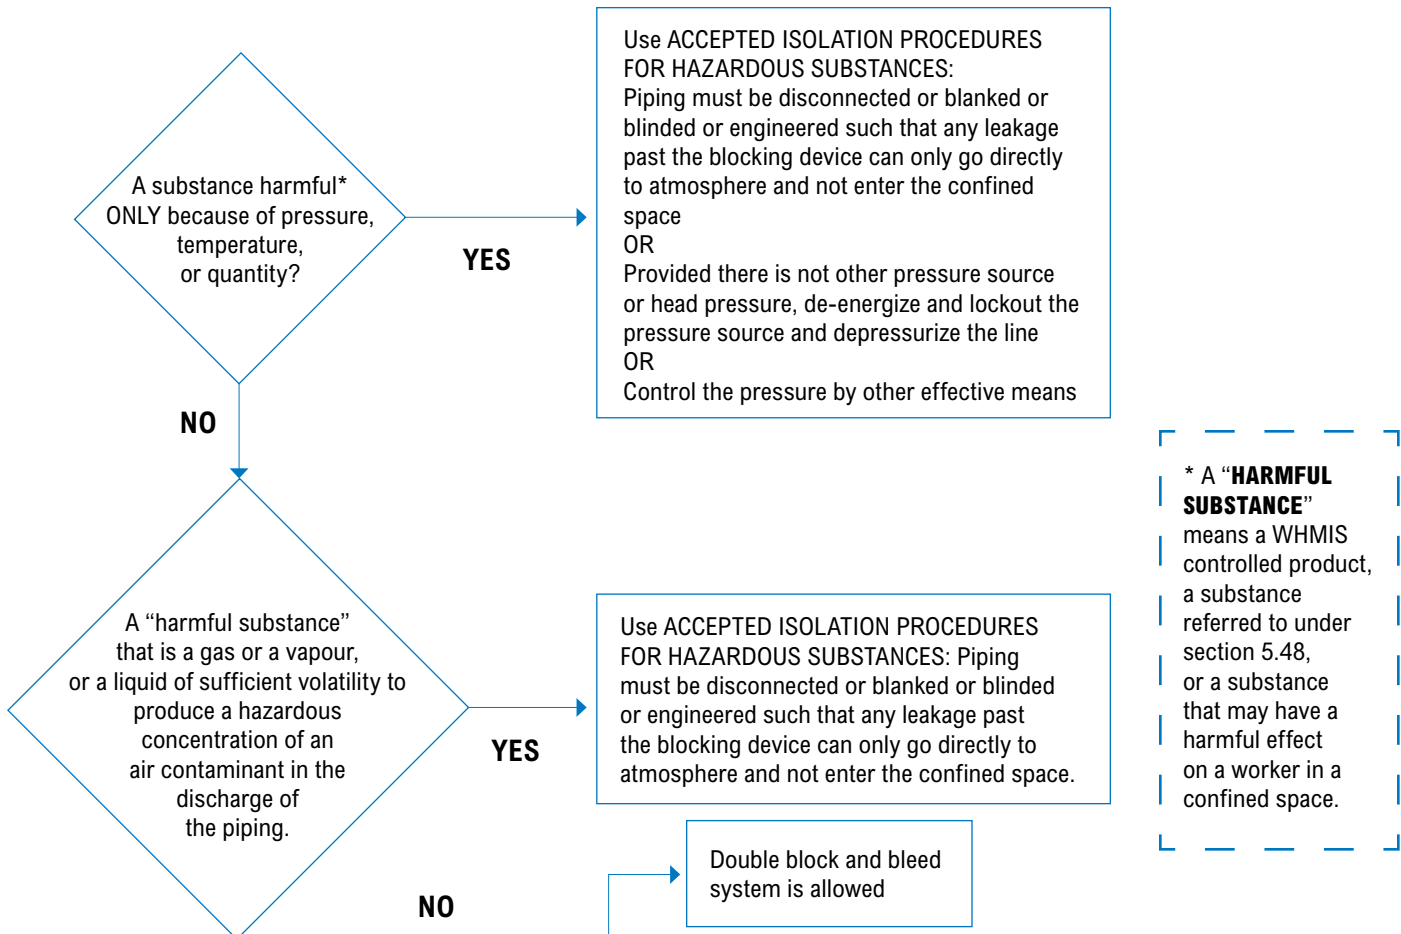 A substance harmful*
ONLY because of pressure,
temperature,
or quantity?
YES
Use ACCEPTED ISOLATION PROCEDURES
FOR HAZARDOUS SUBSTANCES:
Piping must be disconnected or blanked or
blinded or engineered such that any leakage
past the blocking device can only go directly
to atmosphere and not enter the confined
space
OR
Provided there is not other pressure source
or head pressure, de-energize and lockout the
pressure source and depressurize the line
OR
Control the pressure by other effective means
NO
A “harmful substance”
that is a gas or a vapour,
or a liquid of sufficient volatility to
produce a hazardous
concentration of an
air contaminant in the
discharge of
the piping.
YES
Use ACCEPTED ISOLATION PROCEDURES
FOR HAZARDOUS SUBSTANCES: Piping
must be disconnected or blanked or blinded
or engineered such that any leakage past
the blocking device can only go directly to
atmosphere and not enter the confined space.
* A “HARMFUL
SUBSTANCE”
means a WHMIS
controlled product,
a substance
referred to under
section 5.48,
or a substance
that may have a
harmful effect
on a worker in a
confined space.
NO
Double block and bleed
system is allowed